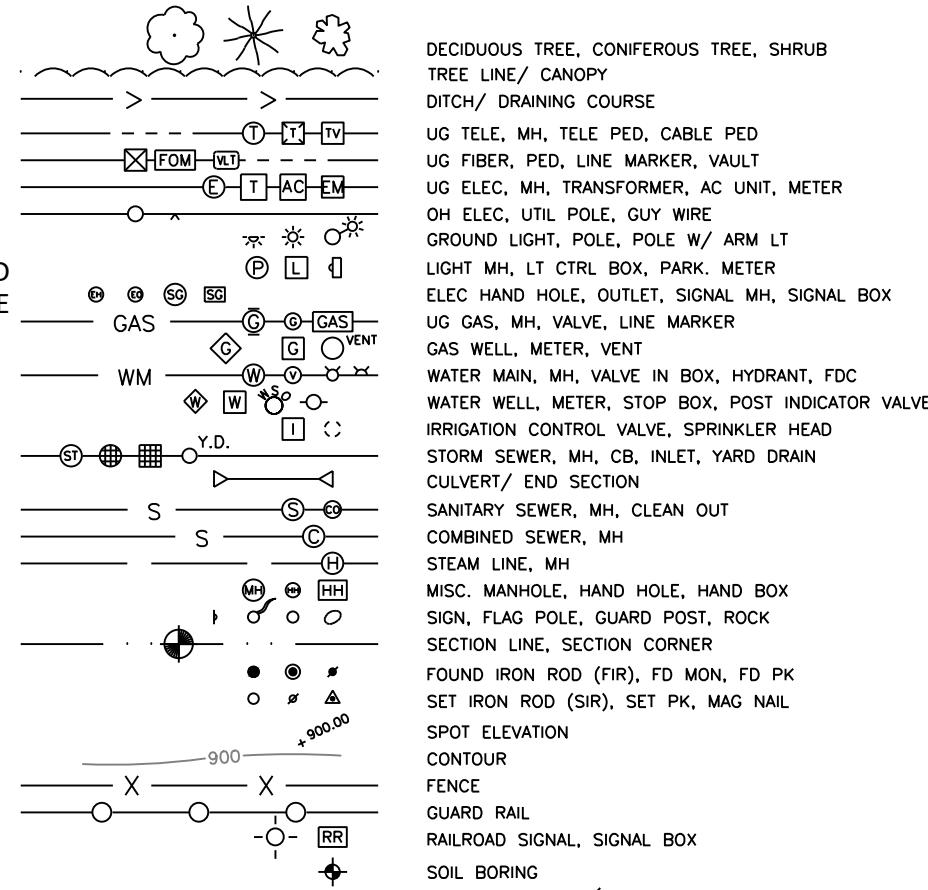 DECIDUOUS TREE, CONIFEROUS TREE, SHRUB
TREE LINE/ CANOPY
> > DITCH/ DRAINING COURSE
T T TV UG TELE, MH, TELE PED, CABLE PED
FOM VLT UG FIBER, PED, LINE MARKER, VAULT
E T AC EM UG ELEC, MH, TRANSFORMER, AC UNIT, METER
OH ELEC, UTIL POLE, GUY WIRE
GROUND LIGHT, POLE, POLE W/ ARM LT
D P L LIGHT MH, LT CTRL BOX, PARK. METER
E EH EO SG SG ELEC HAND HOLE, OUTLET, SIGNAL MH, SIGNAL BOX
GAS G G GAS UG GAS, MH, VALVE, LINE MARKER
G G VENT GAS WELL, METER, VENT
WM W V WATER MAIN, MH, VALVE IN BOX, HYDRANT, FDC
W W WSO WATER WELL, METER, STOP BOX, POST INDICATOR VALVE
I IRRIGATION CONTROL VALVE, SPRINKLER HEAD
ST Y.D. STORM SEWER, MH, CB, INLET, YARD DRAIN
CULVERT/ END SECTION
S S CO SANITARY SEWER, MH, CLEAN OUT
S C COMBINED SEWER, MH
H STEAM LINE, MH
MH HH HH MISC. MANHOLE, HAND HOLE, HAND BOX
SIGN, FLAG POLE, GUARD POST, ROCK
SECTION LINE, SECTION CORNER
FOUND IRON ROD (FIR), FD MON, FD PK
SET IRON ROD (SIR), SET PK, MAG NAIL
+900.00 SPOT ELEVATION
900 CONTOUR
X X FENCE
GUARD RAIL
RR RAILROAD SIGNAL, SIGNAL BOX
SOIL BORING